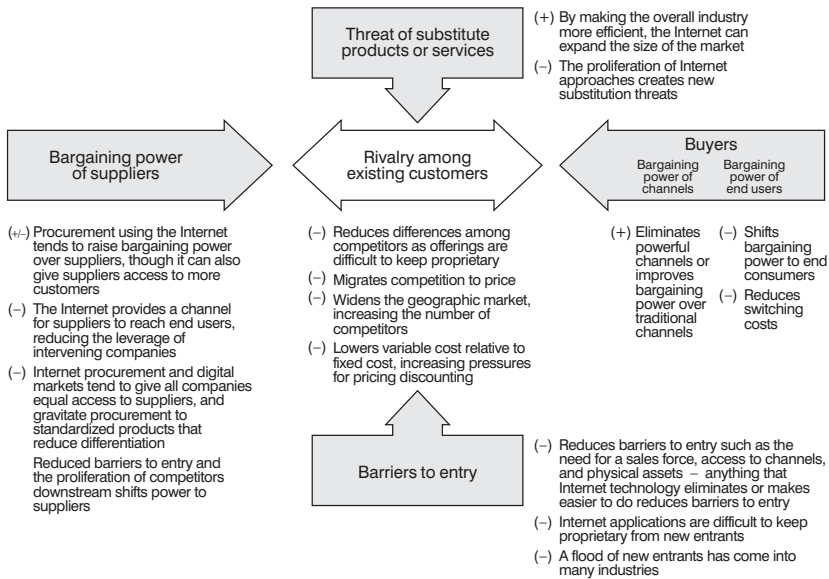 Threat of substitute
products or services
(+) By making the overall industry
more efficient, the Internet can
expand the size of the market
(–) The proliferation of Internet
approaches creates new
substitution threats
Bargaining power
of suppliers
Rivalry among
existing customers
Buyers
Bargaining
power of
channels
Bargaining
power of
end users
(+/–) Procurement using the Internet
tends to raise bargaining power
over suppliers, though it can also
give suppliers access to more
customers
(–) The Internet provides a channel
for suppliers to reach end users,
reducing the leverage of
intervening companies
(–) Internet procurement and digital
markets tend to give all companies
equal access to suppliers, and
gravitate procurement to
standardized products that
reduce differentiation
Reduced barriers to entry and
the proliferation of competitors
downstream shifts power to
suppliers
(–) Reduces differences among
competitors as offerings are
difficult to keep proprietary
(–) Migrates competition to price
(–) Widens the geographic market,
increasing the number of
competitors
(–) Lowers variable cost relative to
fixed cost, increasing pressures
for pricing discounting
(+) Eliminates
powerful
channels or
improves
bargaining
power over
traditional
channels
(–) Shifts
bargaining
power to end
consumers
(–) Reduces
switching
costs
Barriers to entry
(–) Reduces barriers to entry such as the
need for a sales force, access to channels,
and physical assets – anything that
Internet technology eliminates or makes
easier to do reduces barriers to entry
(–) Internet applications are difficult to keep
proprietary from new entrants
(–) A flood of new entrants has come into
many industries